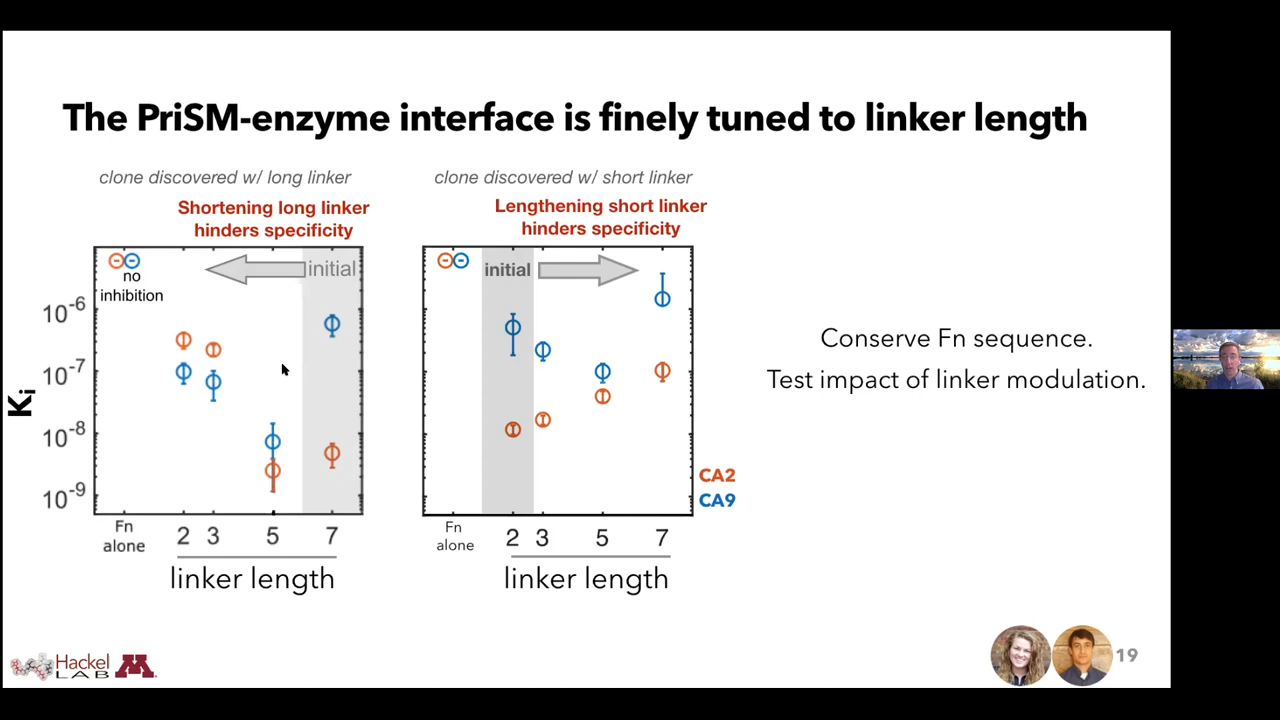 The PriSM-enzyme interface is finely tuned to linker length
clone discovered w/ long linker
Shortening long linker
hinders specificity
initial
no
inhibition
10-6
10-7
10-8
10-9
Ki
Fn
alone
2 3 5 7
linker length
clone discovered w/ short linker
Lengthening short linker
hinders specificity
initial
Fn
alone
2 3 5 7
linker length
CA2
CA9
Conserve Fn sequence.
Test impact of linker modulation.
Hackel
LAB
M
19